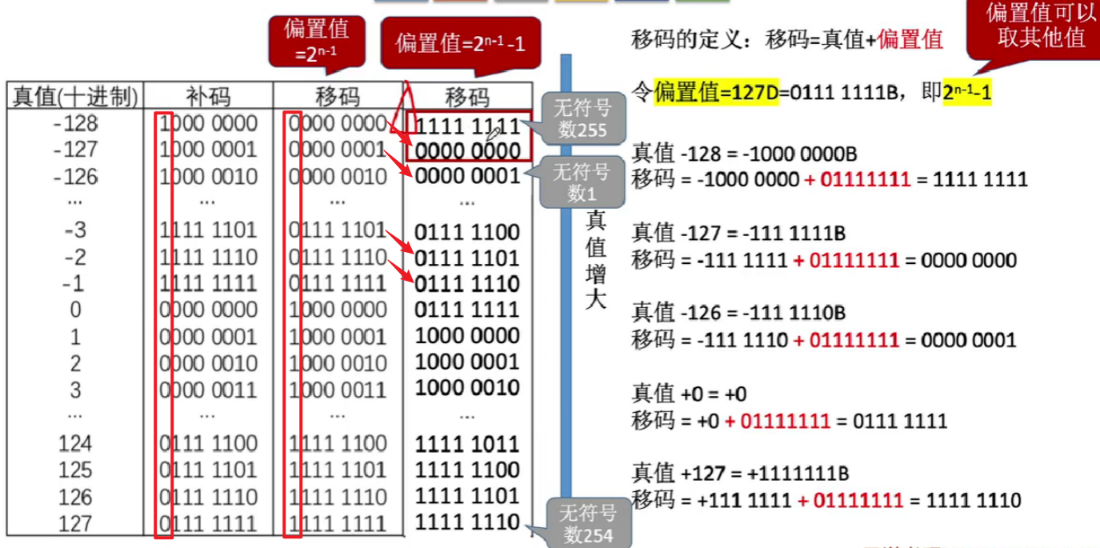 偏置值
=2ⁿ⁻¹
偏置值=2ⁿ⁻¹-1
真值(十进制) 补码 移码 移码
-128 1000 0000 0000 0000 1111 1111
-127 1000 0001 0000 0001 0000 0000
-126 1000 0010 0000 0010 0000 0001
... ... ... ...
-3 1111 1101 0111 1101 0111 1100
-2 1111 1110 0111 1110 0111 1101
-1 1111 1111 0111 1111 0111 1110
0 0000 0000 1000 0000 0111 1111
1 0000 0001 1000 0001 1000 0000
2 0000 0010 1000 0010 1000 0001
3 0000 0011 1000 0011 1000 0010
... ... ... ...
124 0111 1100 1111 1100 1111 1011
125 0111 1101 1111 1101 1111 1100
126 0111 1110 1111 1110 1111 1101
127 0111 1111 1111 1111 1111 1110
无符号
数255
无符号
数1
真
值
增
大
无符号
数254
偏置值可以
取其他值
移码的定义：移码=真值+偏置值
令偏置值=127D=0111 1111B，即2ⁿ⁻¹-1
真值 -128 = -1000 0000B
移码 = -1000 0000 + 01111111 = 1111 1111
真值 -127 = -111 1111B
移码 = -111 1111 + 01111111 = 0000 0000
真值 -126 = -111 1110B
移码 = -111 1110 + 01111111 = 0000 0001
真值 +0 = +0
移码 = +0 + 01111111 = 0111 1111
真值 +127 = +1111111B
移码 = +111 1111 + 01111111 = 1111 1110